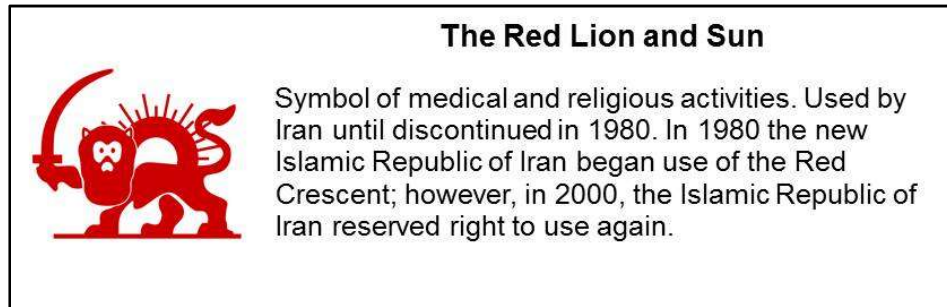 The Red Lion and Sun
Symbol of medical and religious activities. Used by
Iran until discontinued in 1980. In 1980 the new
Islamic Republic of Iran began use of the Red
Crescent; however, in 2000, the Islamic Republic of
Iran reserved right to use again.